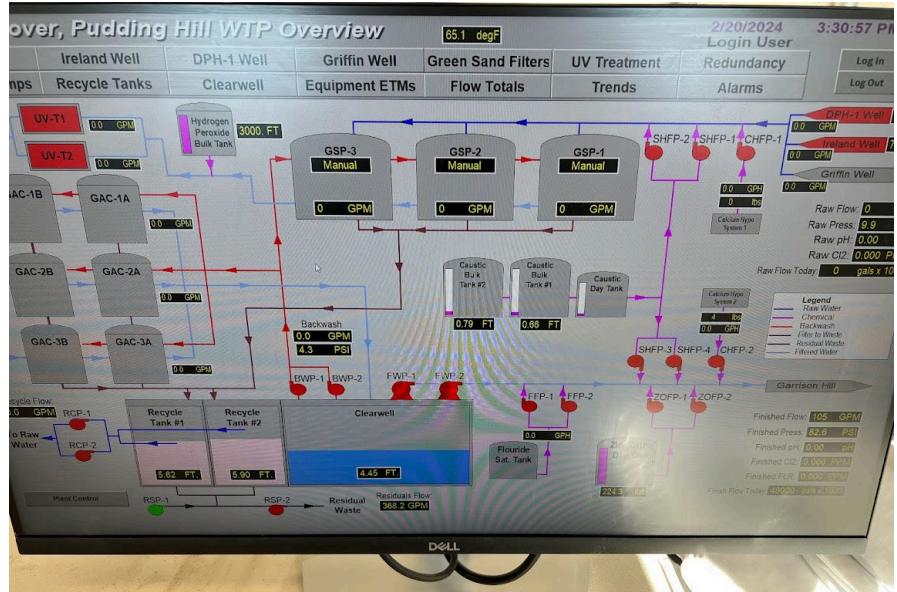 over, Pudding Hill WTP Overview
65.1 degF
2/20/2024 3:30:57 PM
Login User
Ireland Well DPH-1 Well Griffin Well Green Sand Filters UV Treatment Redundancy Log In
mps Recycle Tanks Clearwell Equipment ETMs Flow Totals Trends Alarms Log Out
UV-T1
0.0 GPM
UV-T2
0.0 GPM
Hydrogen
Peroxide
Bulk Tank
3000. FT
GSP-3
Manual
0 GPM
GSP-2
Manual
0 GPM
GSP-1
Manual
0 GPM
SHFP-2 SHFP-1 CHFP-1
DPH-1 Well
0.0 GPM
Ireland Well
0.0 GPM
Griffin Well
0.0 GPM
0.0 GPH
0 lbs
Calcium Hypo
System 1
Raw Flow: 0
Raw Press: 9.9
Raw pH: 0.00
Raw Cl2: 0.000 P
Raw Flow Today: 0 gals x 10
GAC-1B
GAC-1A
0.0 GPM
GAC-2B
GAC-2A
0.0 GPM
GAC-3B
GAC-3A
0.0 GPM
Caustic
Bulk
Tank #2
0.79 FT
Caustic
Bulk
Tank #1
0.66 FT
Caustic
Day Tank
Calcium Hypo
System 2
4 lbs
0.0 GPH
Legend
Raw Water
Chemical
Backwash
Filter to Waste
Residual Waste
Filtered Water
Backwash
0.0 GPM
4.3 PSI
BWP-1 BWP-2
FWP-1 FWP-2
SHFP-3 SHFP-4 CHFP-2
FFP-1 FFP-2
ZOFP-1 ZOFP-2
Garrison Hill
0.0 GPH
Flouride
Sat. Tank
Finished Flow: 105 GPM
Finished Press: 82.6 PSI
Finished pH: 0.00 pH
Finished Cl2: 0.000 PPM
Finished FLR: 0.000 PPM
Finish Flow Today:
ecycle Flow:
0.0 GPM
RCP-1
To Raw
Water
RCP-2
Recycle
Tank #1
5.62 FT.
Recycle
Tank #2
5.90 FT.
Clearwell
4.45 FT.
Plant Control
RSP-1
RSP-2
Residual
Waste
Residuals Flow:
368.2 GPM
DELL